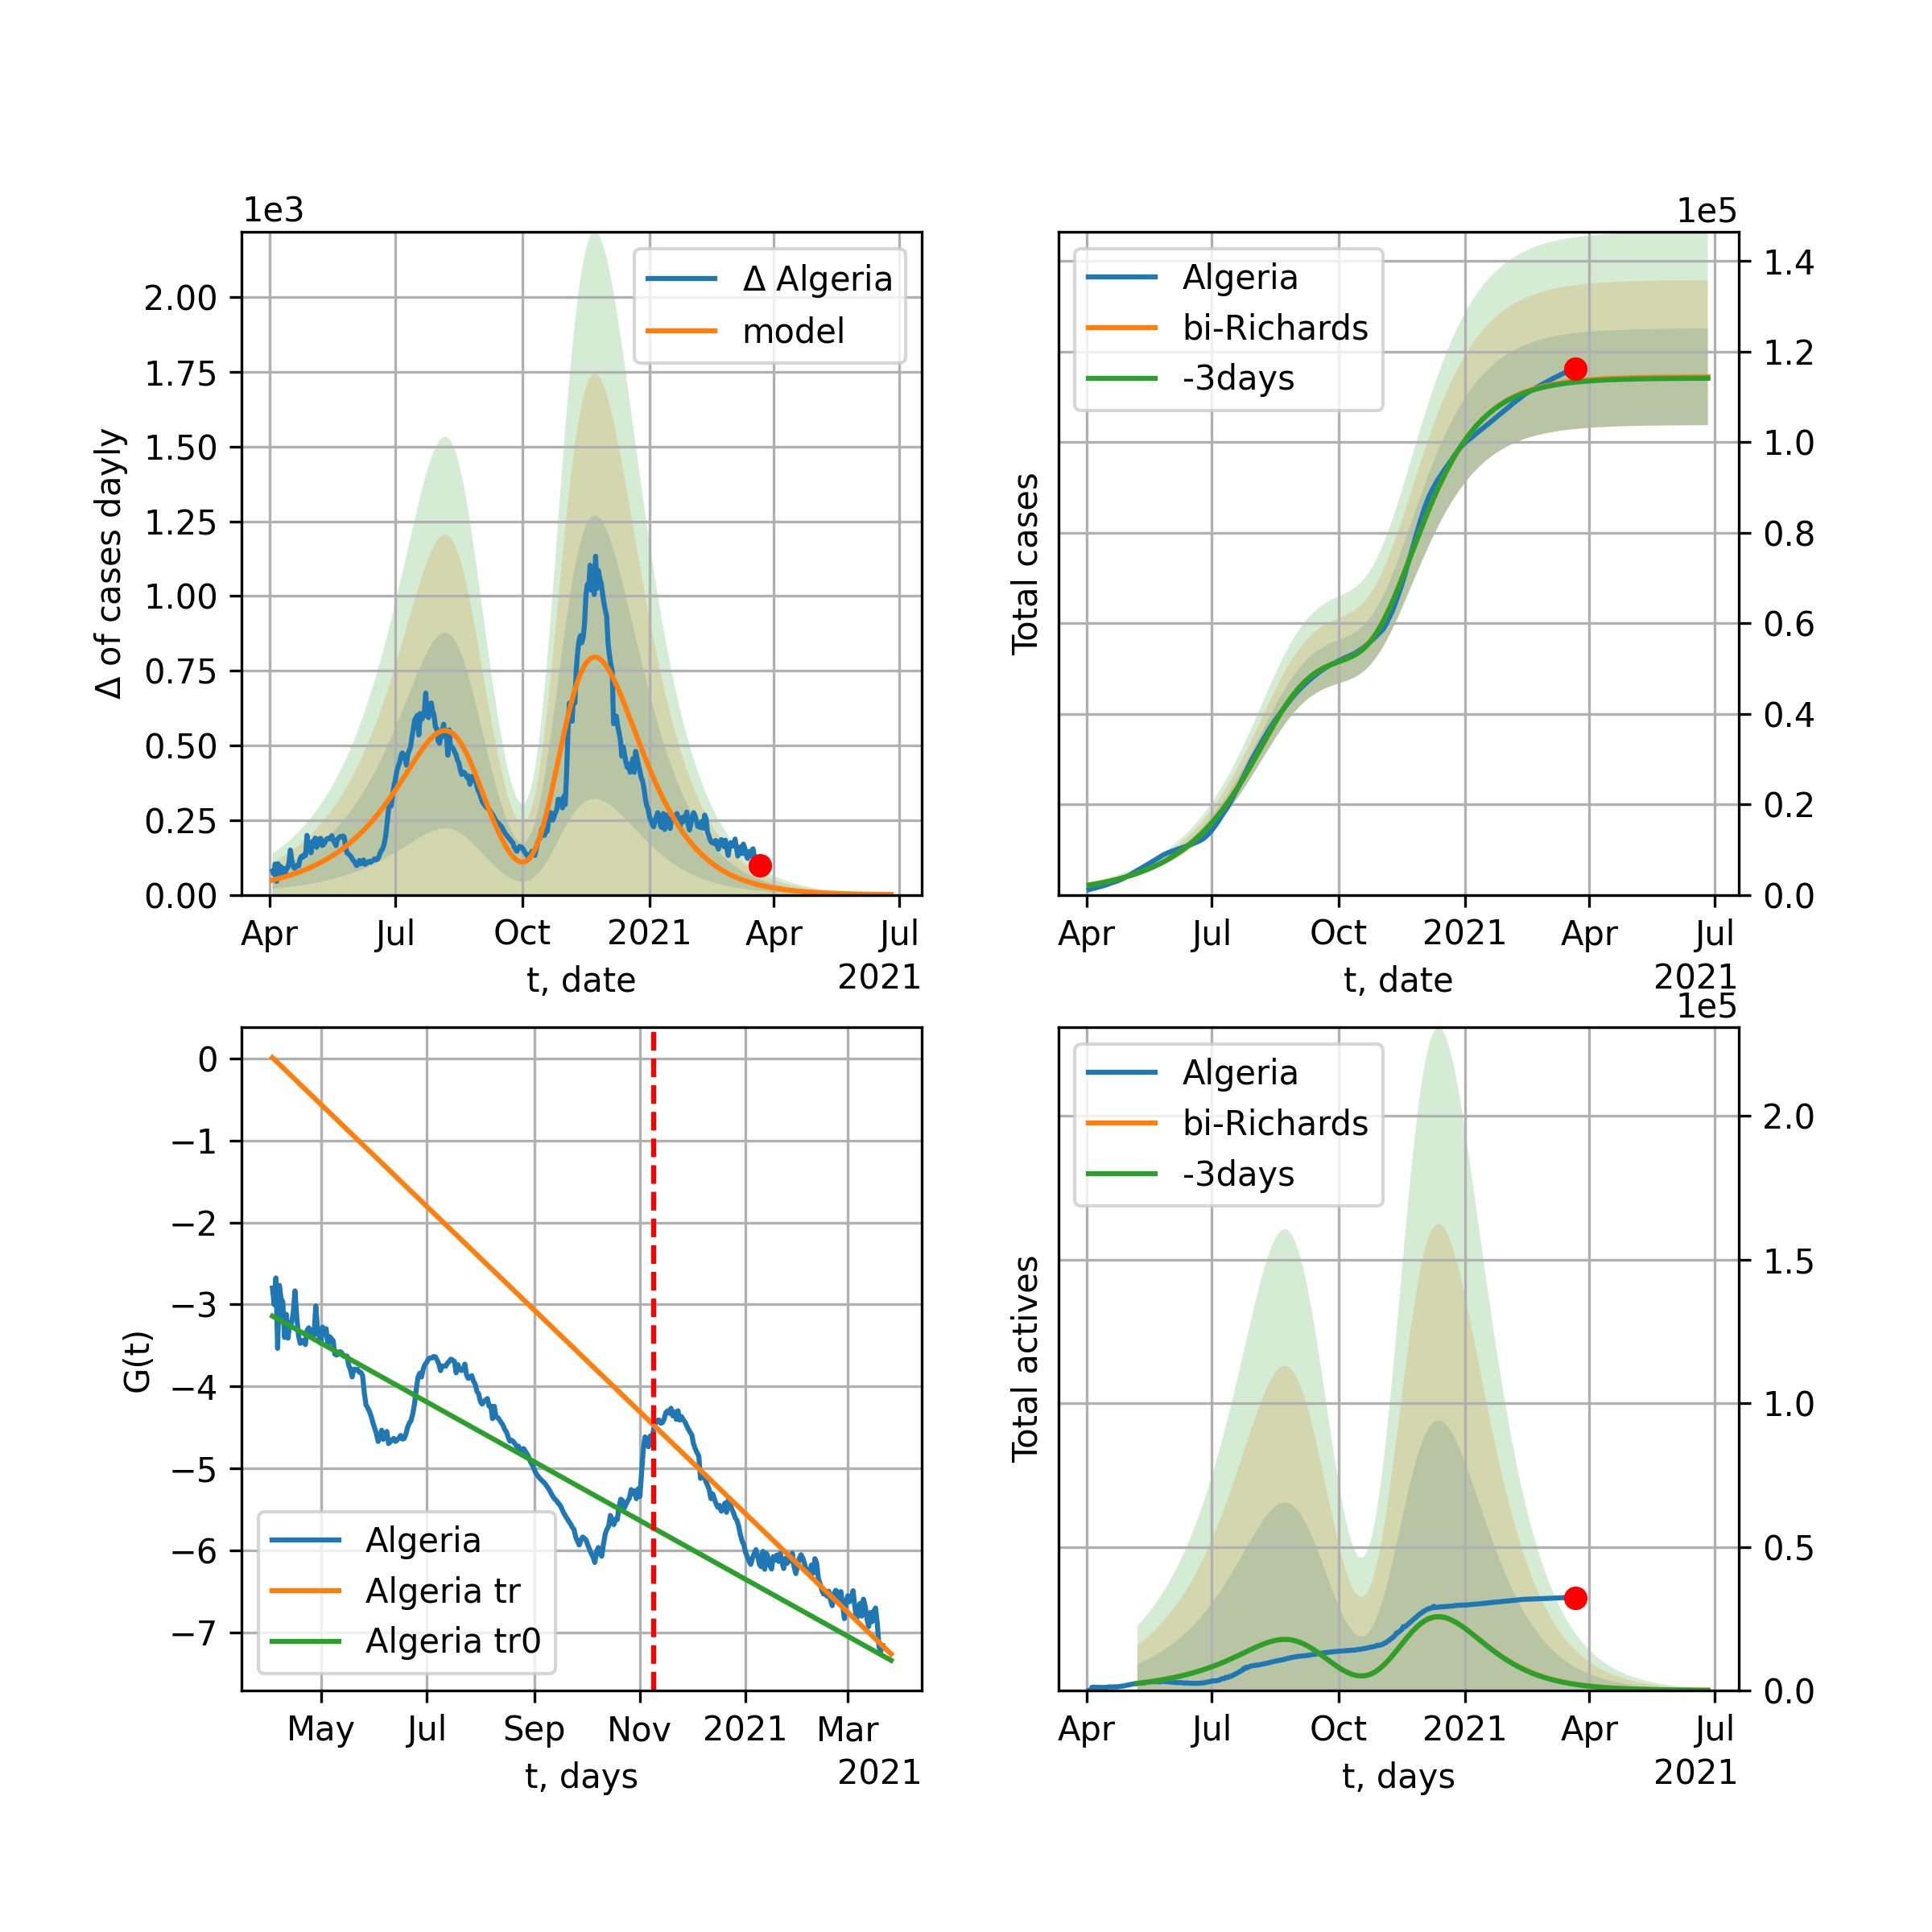 1e3
Δ of cases dayly
2.00
1.75
1.50
1.25
1.00
0.75
0.50
0.25
0.00
Δ Algeria
model
Apr Jul Oct 2021 Apr Jul
t, date
2021
1e5
Total cases
Algeria
bi-Richards
-3days
1.4
1.2
1.0
0.8
0.6
0.4
0.2
0.0
Apr Jul Oct 2021 Apr Jul
t, date
2021
G(t)
0
−1
−2
−3
−4
−5
−6
−7
Algeria
Algeria tr
Algeria tr0
May Jul Sep Nov 2021 Mar
t, days
2021
1e5
Total actives
Algeria
bi-Richards
-3days
2.0
1.5
1.0
0.5
0.0
Apr Jul Oct 2021 Apr Jul
t, days
2021